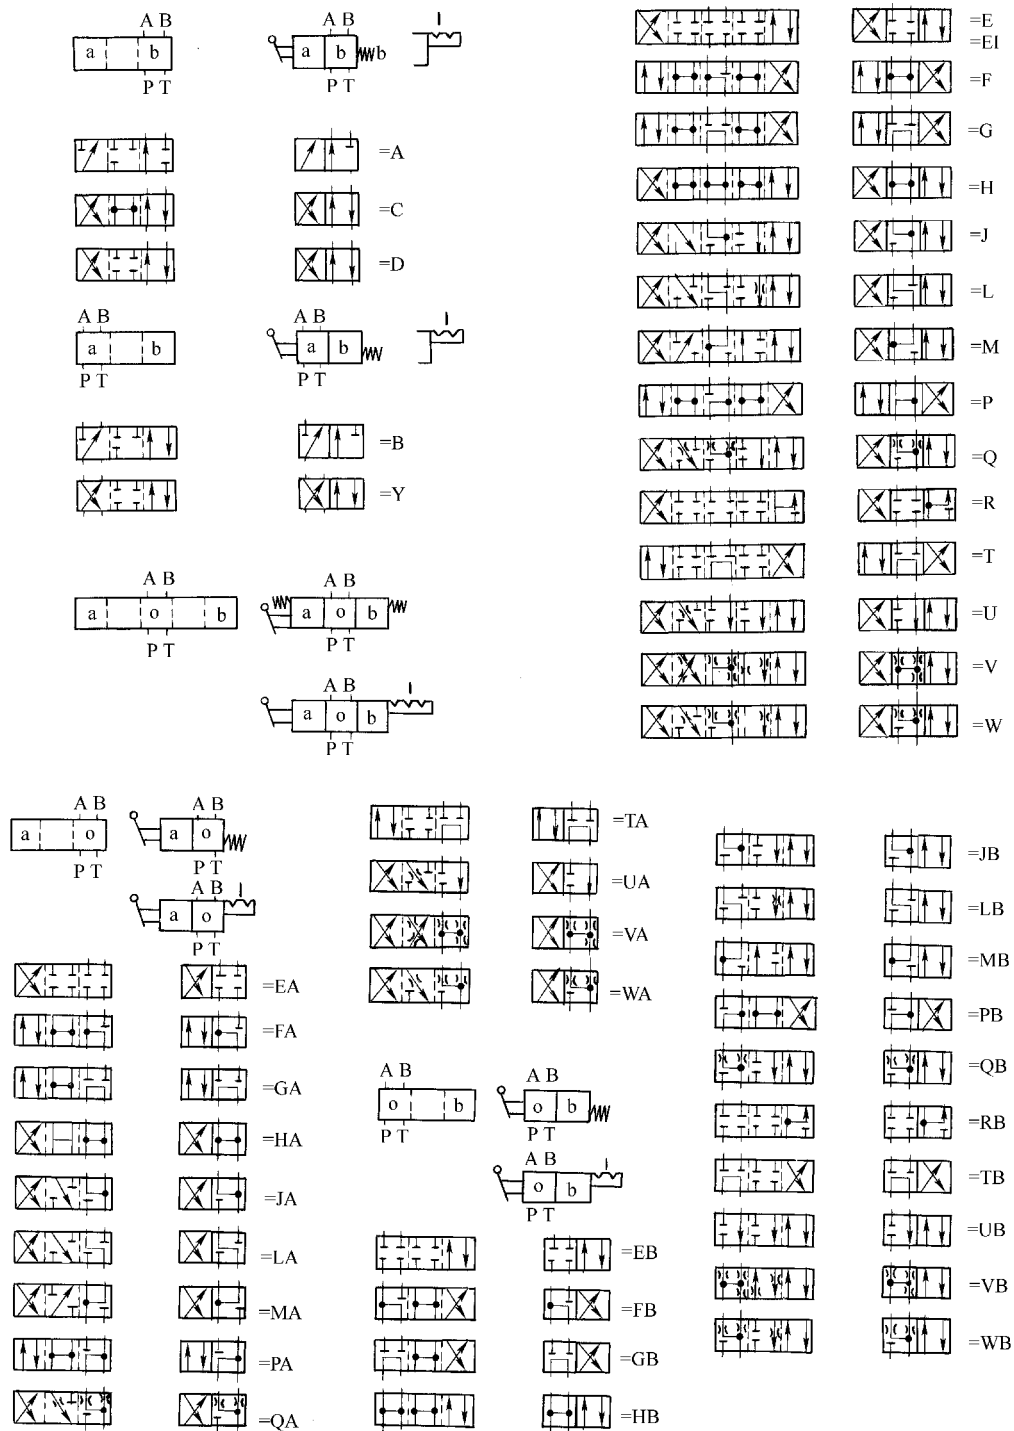 A B
a b
P T
A B
a b b
P T
=A
=C
=D
A B
a b
P T
A B
a b
P T
=B
=Y
A B
a o b
P T
A B
a o b
P T
A B
a o b
P T
=E
=EI
=F
=G
=H
=J
=L
=M
=P
=Q
=R
=T
=U
=V
=W
A B
a o
P T
A B
a o
P T
A B
a o
P T
=EA
=FA
=GA
=HA
=JA
=LA
=MA
=PA
=QA
=TA
=UA
=VA
=WA
A B
o b
P T
A B
o b
P T
A B
o b
P T
=EB
=FB
=GB
=HB
=JB
=LB
=MB
=PB
=QB
=RB
=TB
=UB
=VB
=WB